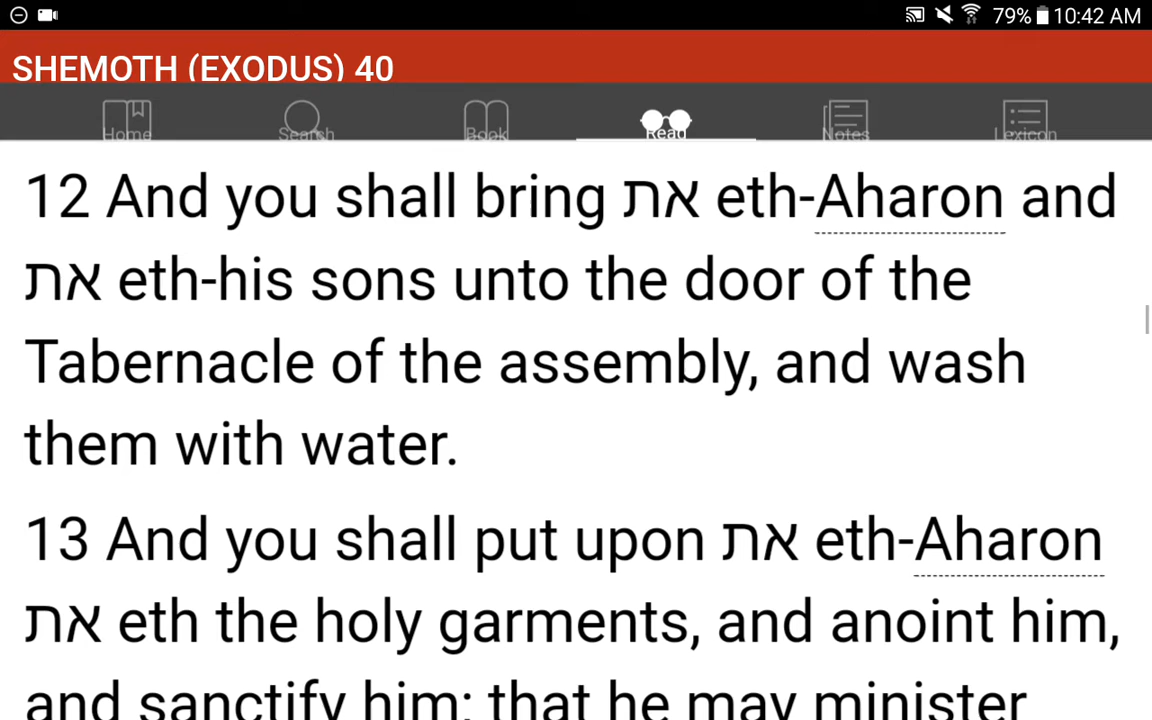 79% 10:42 AM
SHEMOTH (EXODUS) 40
Home Search Book Read Notes Lexicon
12 And you shall bring את eth-Aharon and
את eth-his sons unto the door of the
Tabernacle of the assembly, and wash
them with water.
13 And you shall put upon את eth-Aharon
את eth the holy garments, and anoint him,
and sanctify him; that he may minister